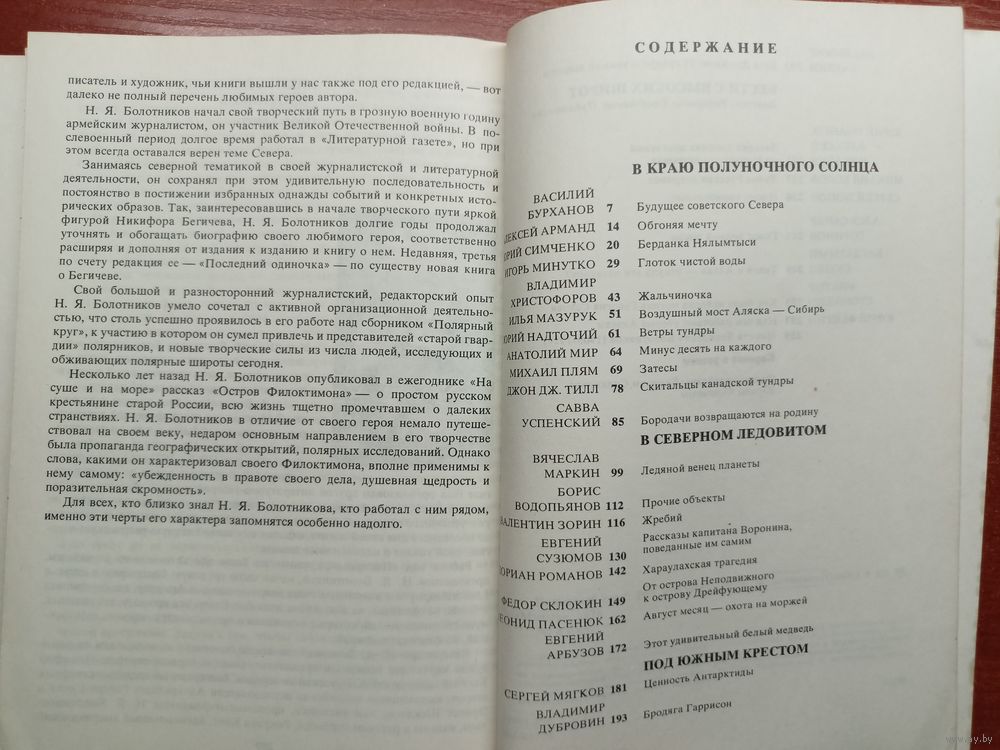 писатель и художник, чьи книги вышли у нас также под его редакцией, — вот
далеко не полный перечень любимых героев автора.
Н. Я. Болотников начал свой творческий путь в грозную военную годину
армейским журналистом, он участник Великой Отечественной войны. В по-
слевоенный период долгое время работал в «Литературной газете», но при
этом всегда оставался верен теме Севера.
Занимаясь северной тематикой в своей журналистской и литературной
деятельности, он сохранял при этом удивительную последовательность и
постоянство в постижении избранных однажды событий и конкретных исто-
рических образов. Так, заинтересовавшись в начале творческого пути яркой
фигурой Никифора Бегичева, Н. Я. Болотников долгие годы продолжал
уточнять и обогащать биографию своего любимого героя, соответственно
расширяя и дополняя от издания к изданию и книгу о нем. Недавняя, третья
по счету редакция ее — «Последний одиночка» — по существу новая книга
о Бегичеве.
Свой большой и разносторонний журналистский, редакторский опыт
Н. Я. Болотников умело сочетал с активной организационной деятельно-
стью, что столь успешно проявилось в его работе над сборником «Полярный
круг», к участию в котором он сумел привлечь и представителей «старой гвар-
дии» полярников, и новые творческие силы из числа людей, исследующих и
обживающих полярные широты сегодня.
Несколько лет назад Н. Я. Болотников опубликовал в ежегоднике «На
суше и на море» рассказ «Остров Филоктимона» — о простом русском
крестьянине старой России, всю жизнь тщетно промечтавшем о далеких
странствиях. Н. Я. Болотников в отличие от своего героя немало путеше-
ствовал на своем веку, недаром основным направлением в его творчестве
была пропаганда географических открытий, полярных исследований. Однако
слова, какими он характеризовал своего Филоктимона, вполне применимы к
нему самому: «убежденность в правоте своего дела, душевная щедрость и
поразительная скромность».
Для всех, кто близко знал Н. Я. Болотникова, кто работал с ним рядом,
именно эти черты его характера запомнятся особенно надолго.
СОДЕРЖАНИЕ
В КРАЮ ПОЛУНОЧНОГО СОЛНЦА
ВАСИЛИЙ
БУРХАНОВ 7 Будущее советского Севера
ЛЕКСЕЙ АРМАНД 14 Обгоняя мечту
ОРИЙ СИМЧЕНКО 20 Берданка Нялымтыси
ИГОРЬ МИНУТКО 29 Глоток чистой воды
ВЛАДИМИР
ХРИСТОФОРОВ 43 Жальчиночка
ИЛЬЯ МАЗУРУК 51 Воздушный мост Аляска — Сибирь
ОРИЙ НАДТОЧИЙ 61 Ветры тундры
АНАТОЛИЙ МИР 64 Минус десять на каждого
МИХАИЛ ПЛЯМ 69 Затесы
ДЖОН ДЖ. ТИЛЛ 78 Скитальцы канадской тундры
САВВА
УСПЕНСКИЙ 85 Бородачи возвращаются на родину
В СЕВЕРНОМ ЛЕДОВИТОМ
ВЯЧЕСЛАВ
МАРКИН 99 Ледяной венец планеты
БОРИС
ВОДОПЬЯНОВ 112 Прочие объекты
ВАЛЕНТИН ЗОРИН 116 Жребий
ЕВГЕНИЙ Рассказы капитана Воронина,
СУЗЮМОВ 130 поведанные им самим
ОРИАН РОМАНОВ 142 Хараулахская трагедия
От острова Неподвижного
ФЕДОР СКЛОКИН 149 к острову Дрейфующему
ЕОНИД ПАСЕНЮК 162 Август месяц — охота на моржей
ЕВГЕНИЙ
АРБУЗОВ 172 Этот удивительный белый медведь
ПОД ЮЖНЫМ КРЕСТОМ
СЕРГЕЙ МЯГКОВ 181 Ценность Антарктиды
ВЛАДИМИР
ДУБРОВИН 193 Бродяга Гаррисон
www.ay.by